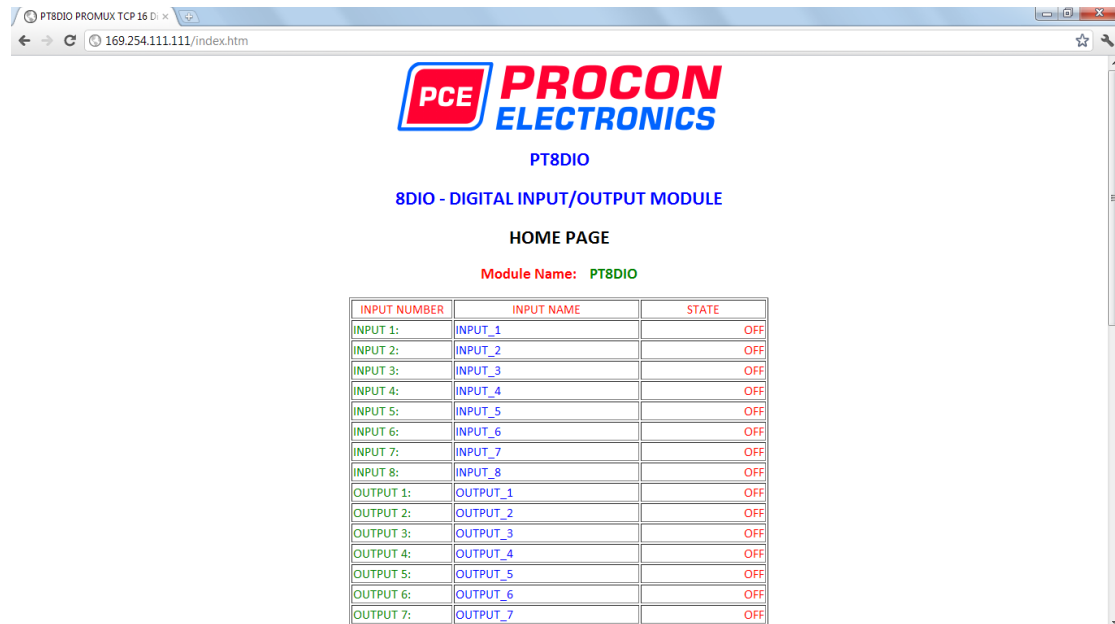 PT8DIO PROMUX TCP 16 Di
169.254.111.111/index.htm
PCE PROCON
ELECTRONICS
PT8DIO
8DIO - DIGITAL INPUT/OUTPUT MODULE
HOME PAGE
Module Name: PT8DIO
INPUT NUMBER INPUT NAME STATE
INPUT 1: INPUT_1 OFF
INPUT 2: INPUT_2 OFF
INPUT 3: INPUT_3 OFF
INPUT 4: INPUT_4 OFF
INPUT 5: INPUT_5 OFF
INPUT 6: INPUT_6 OFF
INPUT 7: INPUT_7 OFF
INPUT 8: INPUT_8 OFF
OUTPUT 1: OUTPUT_1 OFF
OUTPUT 2: OUTPUT_2 OFF
OUTPUT 3: OUTPUT_3 OFF
OUTPUT 4: OUTPUT_4 OFF
OUTPUT 5: OUTPUT_5 OFF
OUTPUT 6: OUTPUT_6 OFF
OUTPUT 7: OUTPUT_7 OFF